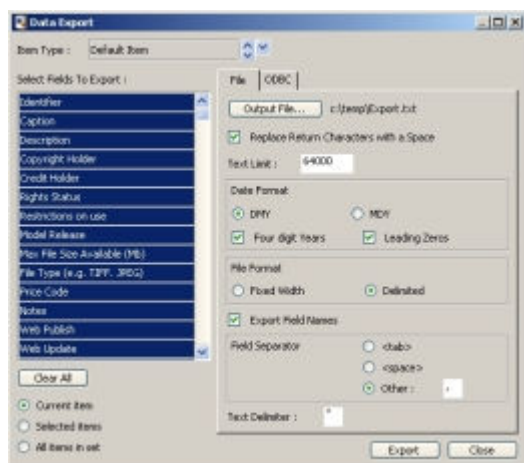 Data Export
Item Type : Default Item
Select Fields To Export :
Identifier
Caption
Description
Copyright Holder
Credit Holder
Rights Status
Restrictions on use
Model Release
Max File Size Available (Mb)
File Type (e.g. TIFF, JPEG)
Price Code
Notes
Web Publish
Web Update
Clear All
Current item
Selected items
All items in set
File ODBC
Output File... c:\temp\Export.txt
Replace Return Characters with a Space
Text Limit : 64000
Date Format
DMY MDY
Four digit Years Leading Zeros
File Format
Fixed Width Delimited
Export Field Names
Field Separator
<tab>
<space>
Other :
Text Delimiter : "
Export Close